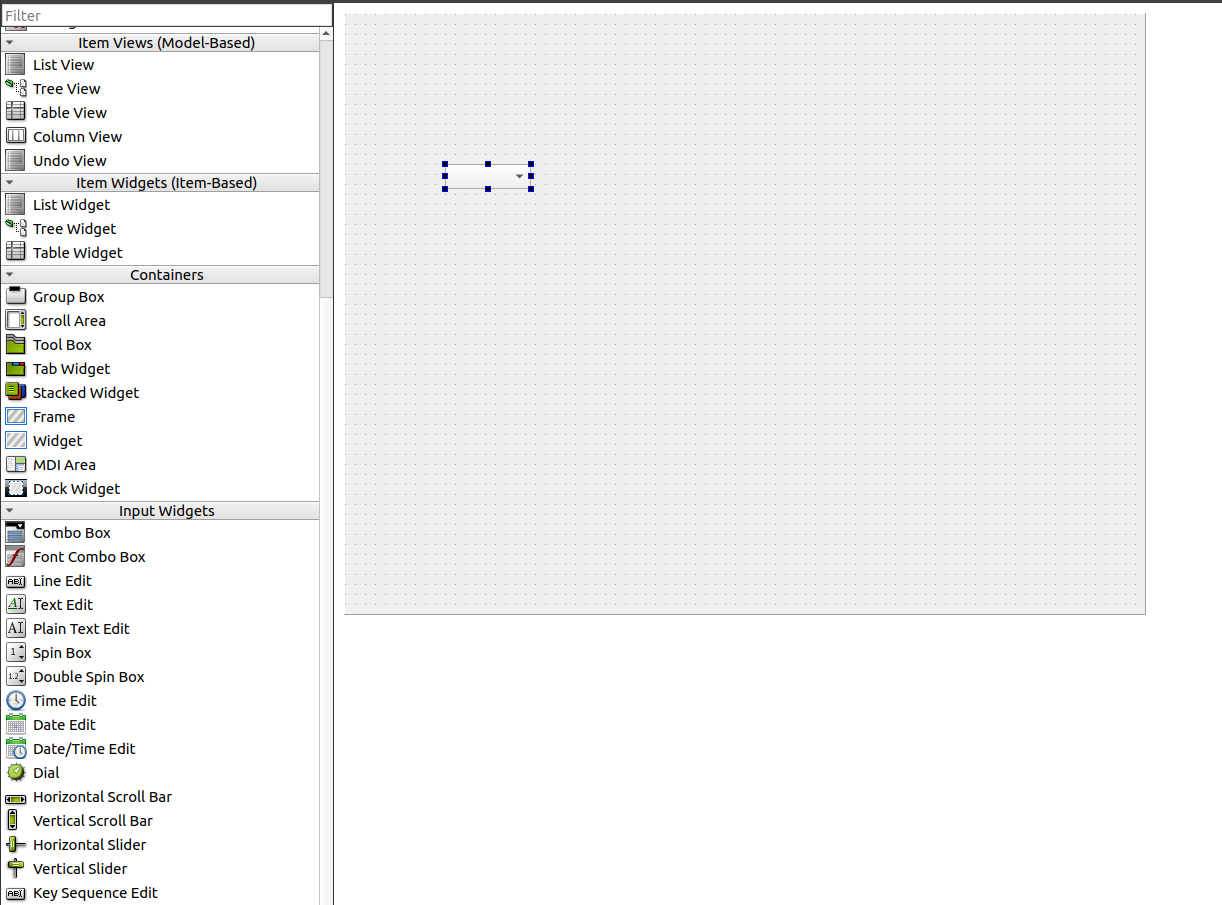 Filter
Item Views (Model-Based)
List View
Tree View
Table View
Column View
Undo View
Item Widgets (Item-Based)
List Widget
Tree Widget
Table Widget
Containers
Group Box
Scroll Area
Tool Box
Tab Widget
Stacked Widget
Frame
Widget
MDI Area
Dock Widget
Input Widgets
Combo Box
Font Combo Box
Line Edit
Text Edit
Plain Text Edit
Spin Box
Double Spin Box
Time Edit
Date Edit
Date/Time Edit
Dial
Horizontal Scroll Bar
Vertical Scroll Bar
Horizontal Slider
Vertical Slider
Key Sequence Edit